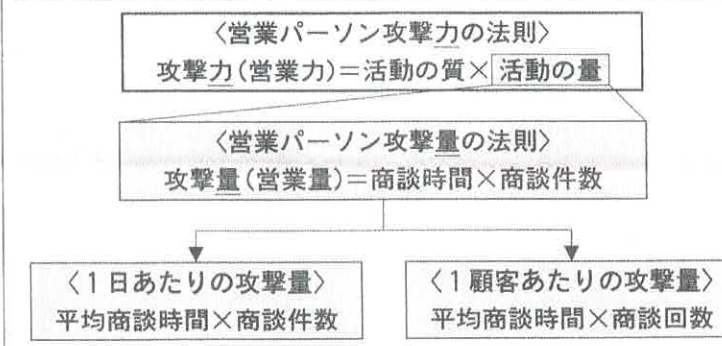 〈営業パーソン攻撃力の法則〉
攻撃力(営業力)=活動の質×活動の量
〈営業パーソン攻撃量の法則〉
攻撃量(営業量)=商談時間×商談件数
〈1日あたりの攻撃量〉
平均商談時間×商談件数
〈1顧客あたりの攻撃量〉
平均商談時間×商談回数